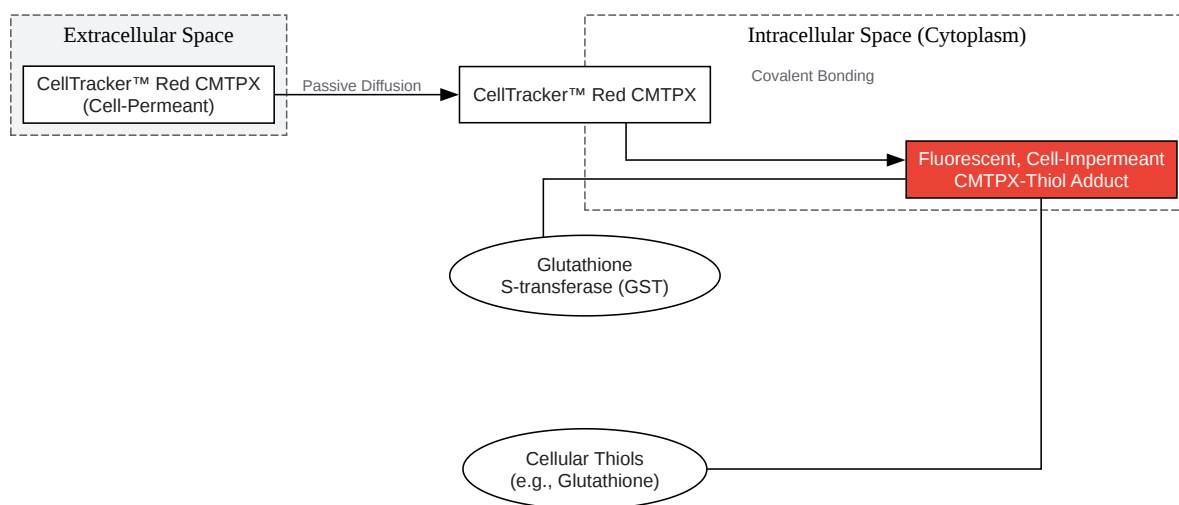 Extracellular Space
CellTracker™ Red CMTPX
(Cell-Permeant)
Passive Diffusion
CellTracker™ Red CMTPX
Intracellular Space (Cytoplasm)
Covalent Bonding
Fluorescent, Cell-Impermeant
CMTPX-Thiol Adduct
Glutathione
S-transferase (GST)
Cellular Thiols
(e.g., Glutathione)